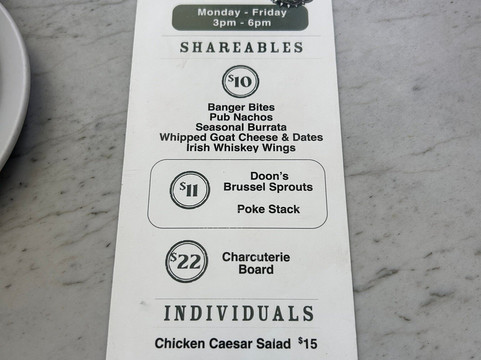 Monday - Friday
3pm - 6pm
SHAREABLES
$10
Banger Bites
Pub Nachos
Seasonal Burrata
Whipped Goat Cheese & Dates
Irish Whiskey Wings
$11
Doon's
Brussel Sprouts
Poke Stack
$22
Charcuterie
Board
INDIVIDUALS
Chicken Caesar Salad $15